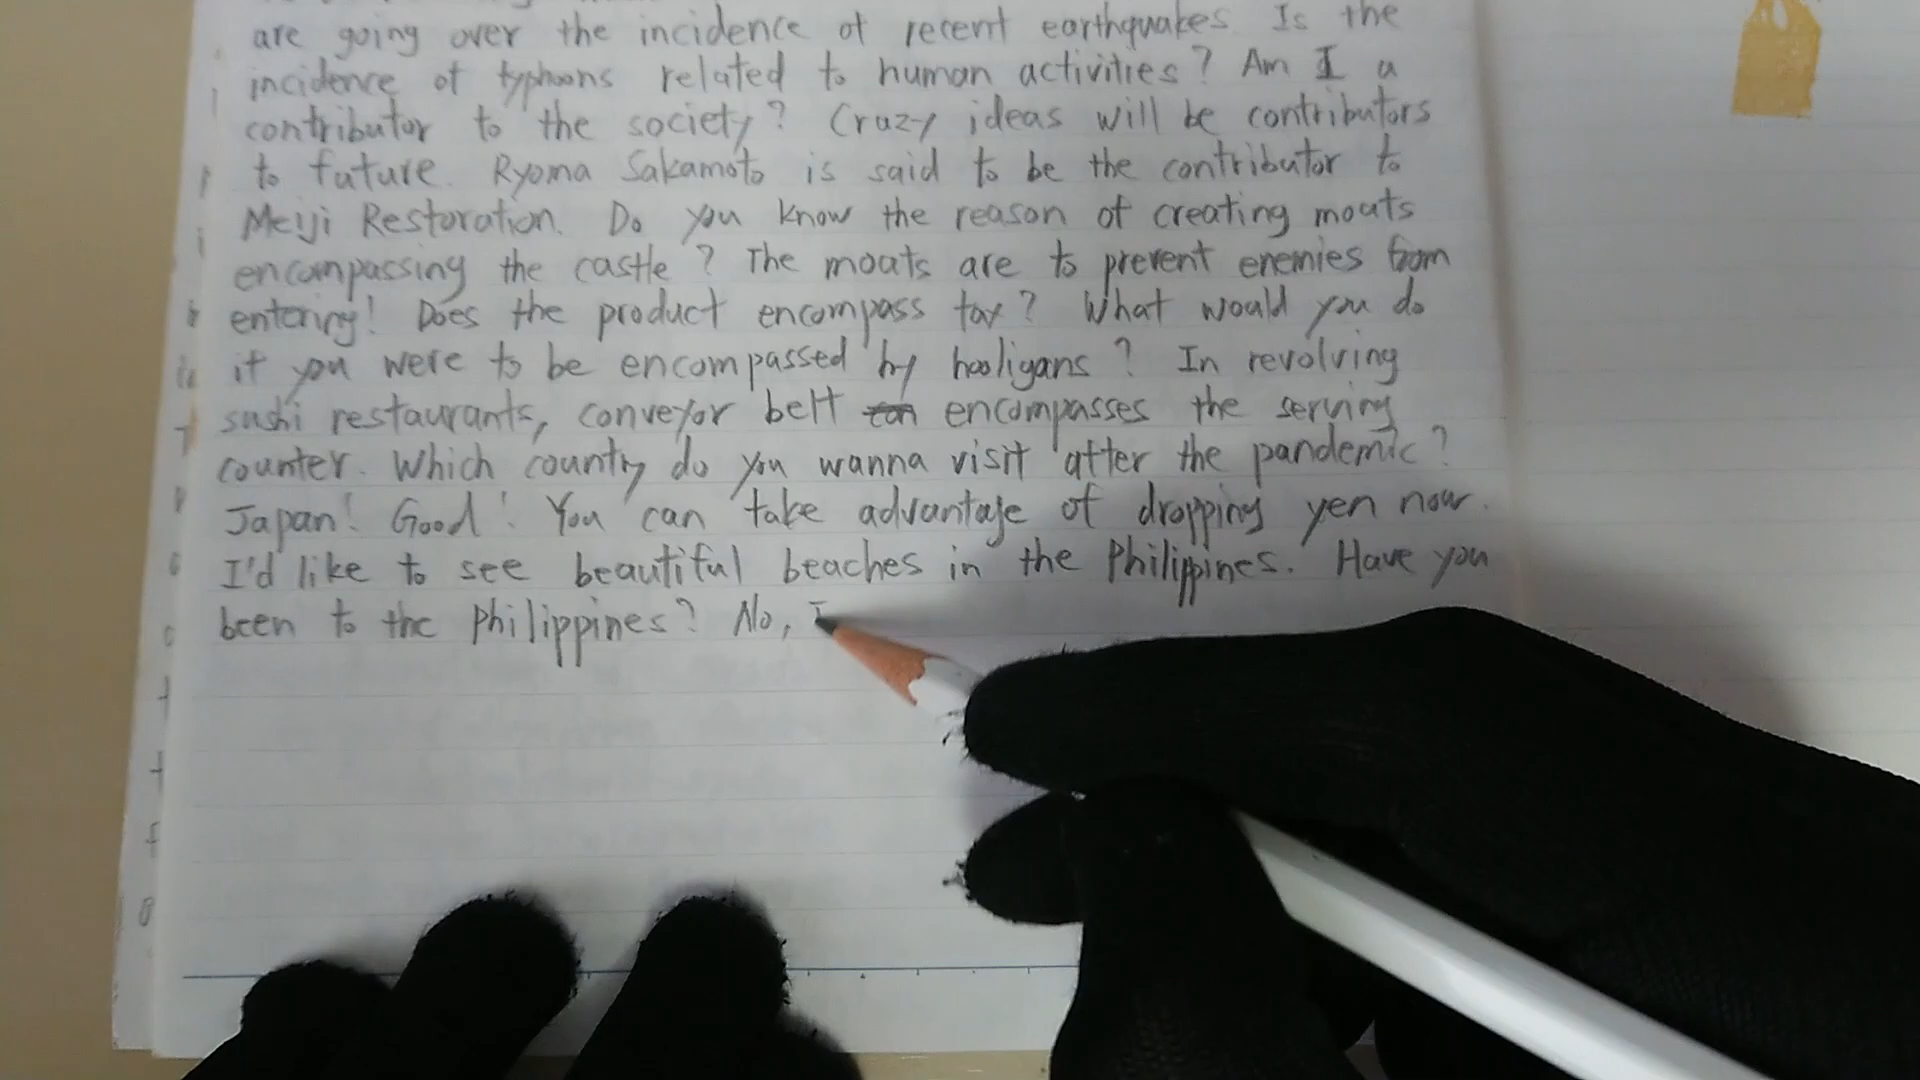 are going over the incidence of recent earthquakes Is the
incidence of typhoons related to human activities? Am I a
contributor to the society? Crazy ideas will be contributors
to future. Ryoma Sakamoto is said to be the contributor to
Meiji Restoration. Do you know the reason of creating moats
encompassing the castle? The moats are to prevent enemies from
entering! Does the product encompass tax? What would you do
if you were to be encompassed by hooligans? In revolving
sushi restaurants, conveyor belt encompasses the serving
counter. Which country do you wanna visit after the pandemic?
Japan! Good! You can take advantage of dropping yen now.
I'd like to see beautiful beaches in the Philippines. Have you
been to the Philippines? No, I